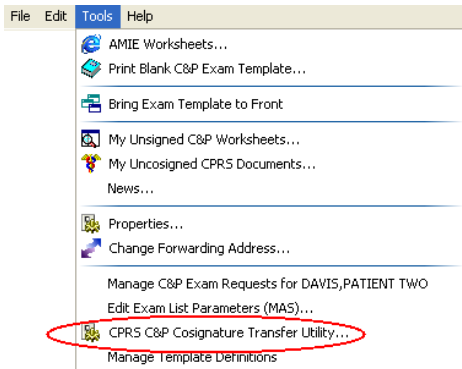 File Edit Tools Help
AMIE Worksheets...
Print Blank C&P Exam Template...
Bring Exam Template to Front
My Unsigned C&P Worksheets...
My Uncosigned CPRS Documents...
News...
Properties...
Change Forwarding Address...
Manage C&P Exam Requests for DAVIS,PATIENT TWO
Edit Exam List Parameters (MAS)...
CPRS C&P Cosignature Transfer Utility...
Manage Template Definitions